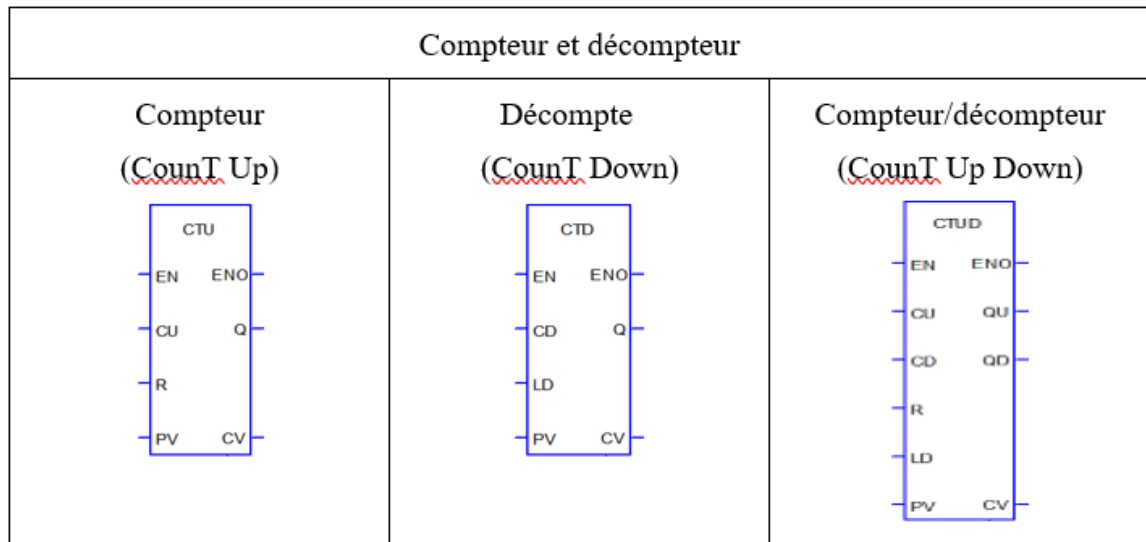 Compteur et décompteur
Compteur
(CounT Up)
CTU
EN ENO
CU Q
R
PV CV
Décompte
(CounT Down)
CTD
EN ENO
CD Q
LD
PV CV
Compteur/décompteur
(CounT Up Down)
CTUD
EN ENO
CU QU
CD QD
R
LD
PV CV